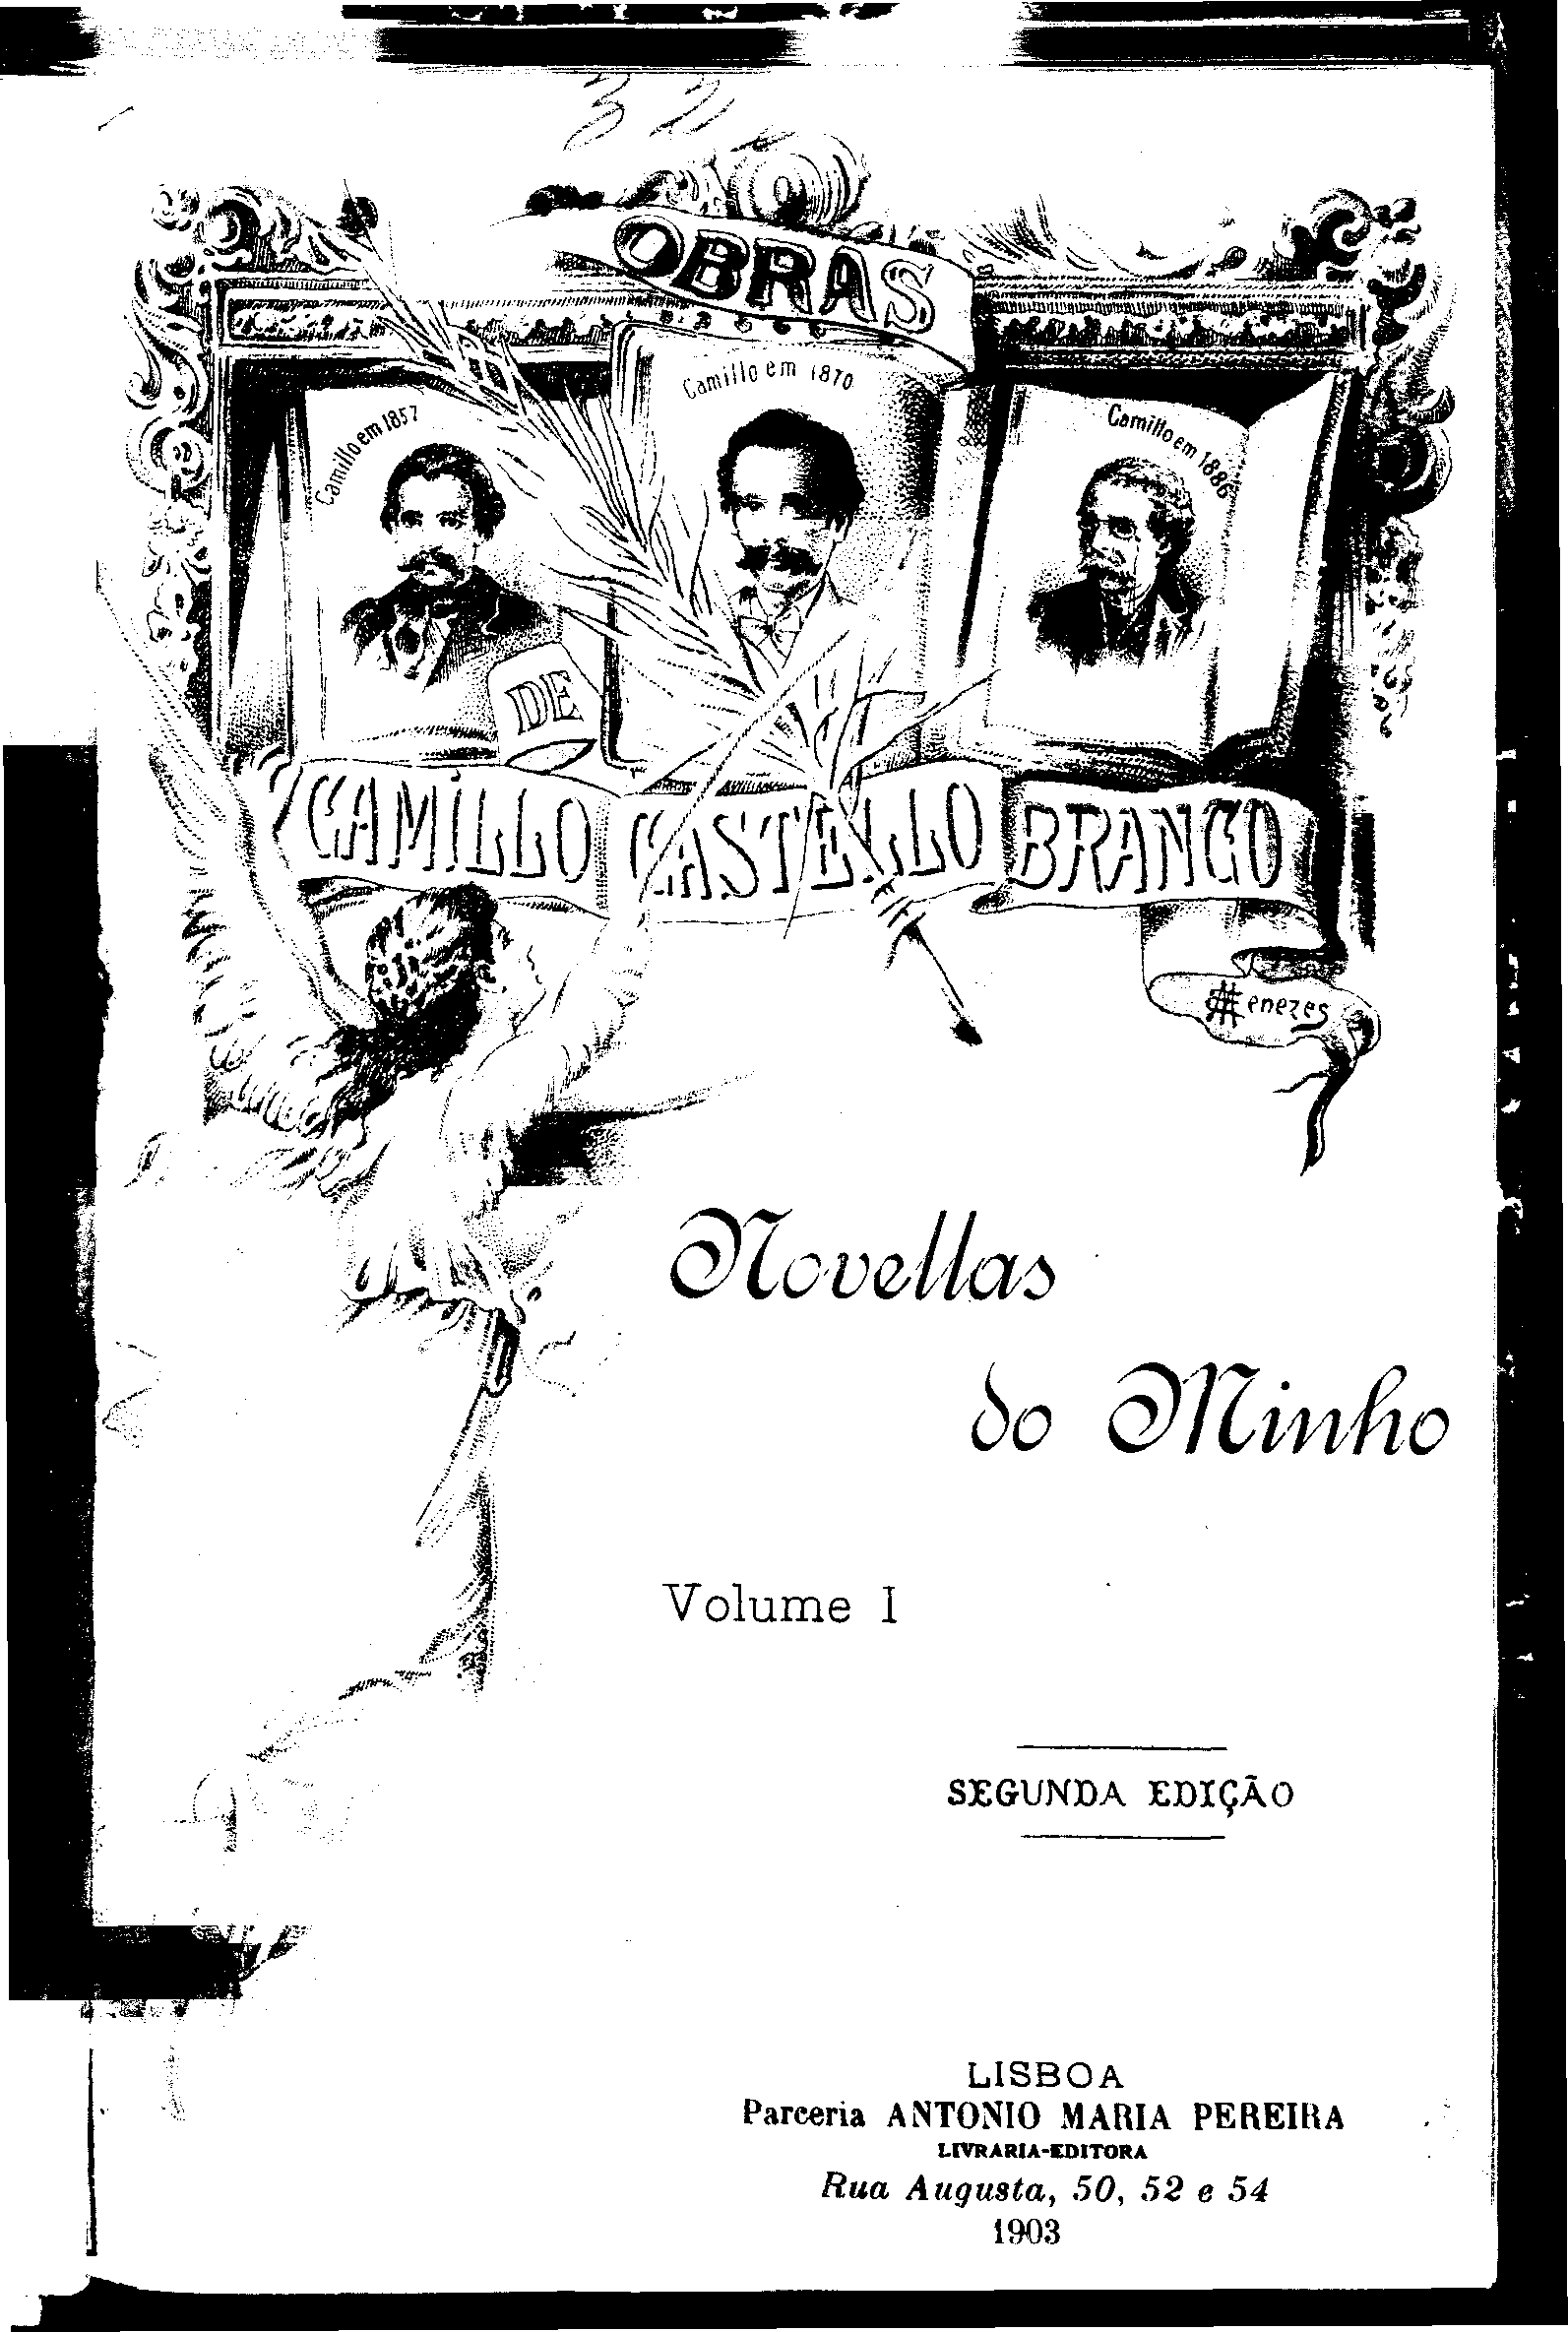 32
OBRAS
Camillo em 1857
Camillo em 1870
Camillo em 1886
DE
CAMILLO CASTELLO BRANCO
Menezes
Novellas
do Minho
Volume I
SEGUNDA EDIÇÃO
LISBOA
Parceria ANTONIO MARIA PEREIRA
LIVRARIA-EDITORA
Rua Augusta, 50, 52 e 54
1903